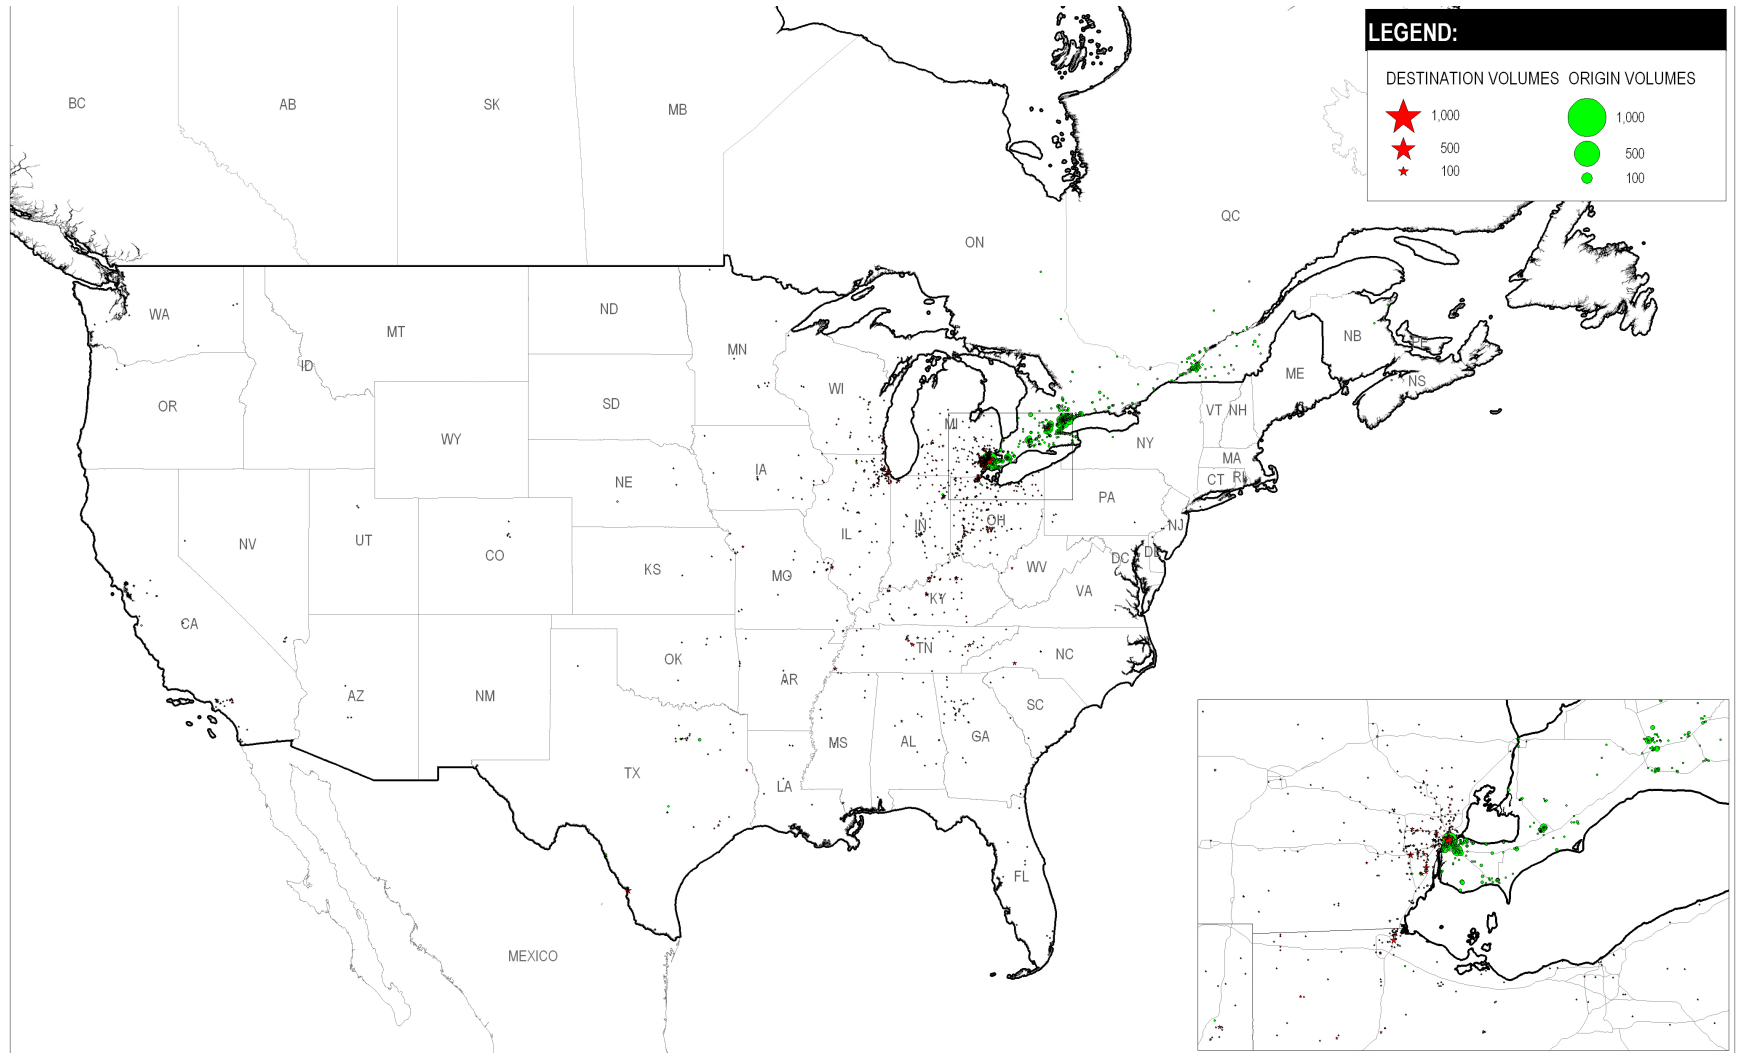 LEGEND:
DESTINATION VOLUMES ORIGIN VOLUMES
1,000 1,000
500 500
100 100
BC AB SK MB
QC
ON
WA MT ND
MN NB PE
ID WI ME NS
OR SD MI VT NH
WY NY
IA MA
NE CT RI
PA
IN OH NJ
NV UT CO IL
DC DE
KS MO WV
VA
CA KY
TN NC
OK
AR
AZ NM SC
MS AL GA
TX
LA
FL
MEXICO